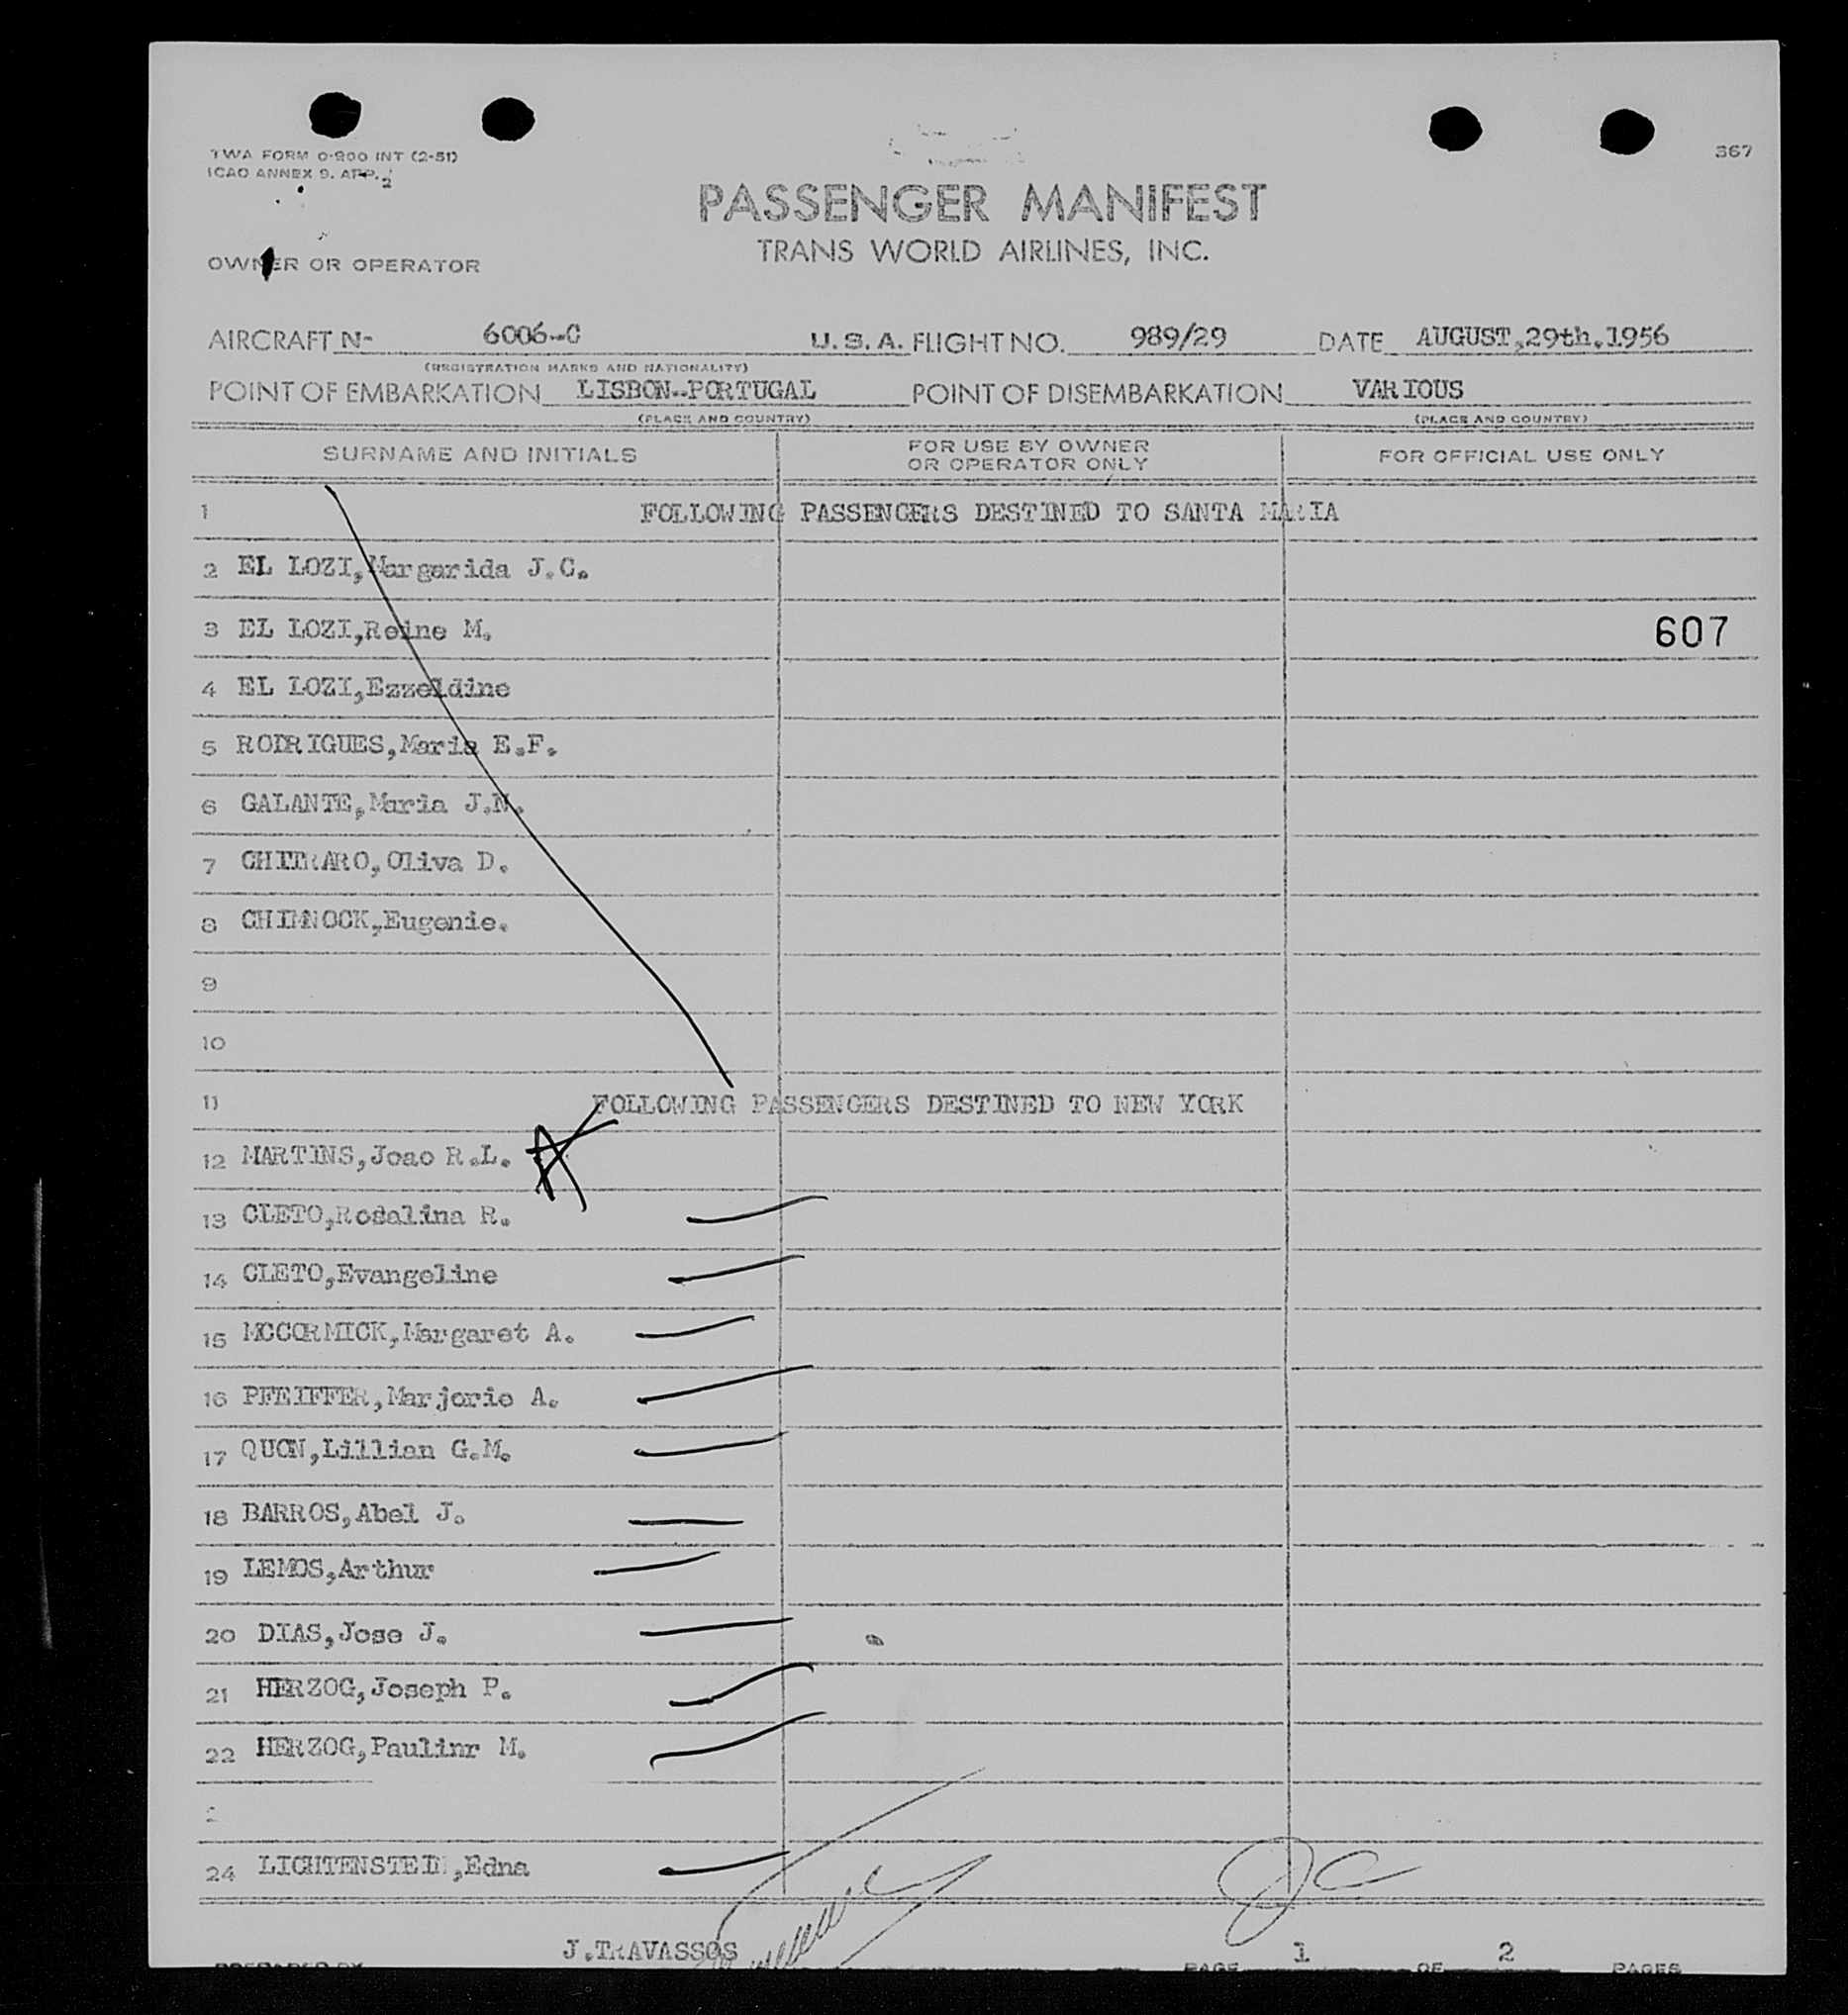 TWA FORM 0-200 INT (2-51)
367
ICAO ANNEX 9. APP. 2
PASSENGER MANIFEST
TRANS WORLD AIRLINES, INC.
OWNER OR OPERATOR
AIRCRAFT N- 6006-C U.S.A. FLIGHT NO. 989/29 DATE AUGUST,29th.1956
(REGISTRATION MARKS AND NATIONALITY)
POINT OF EMBARKATION LISBON-PORTUGAL POINT OF DISEMBARKATION VARIOUS
(PLACE AND COUNTRY) (PLACE AND COUNTRY)
SURNAME AND INITIALS FOR USE BY OWNER OR OPERATOR ONLY FOR OFFICIAL USE ONLY
1 FOLLOWING PASSENGERS DESTINED TO SANTA MARIA
2 EL LOZI,Margarida J.C.
3 EL LOZI,Reine M. 607
4 EL LOZI,Ezzeldine
5 RODRIGUES,Maria E.F.
6 GALANTE,Maria J.N.
7 Oliva D.
8 Eugenie.
9
10
11 FOLLOWING PASSENGERS DESTINED TO NEW YORK
12 MARTINS,Joao R.L.
13 CLETO,Rosalina R.
14 CLETO,Evangeline
15 MCCORMICK,Margaret A.
16 PFEIFFER,Marjorie A.
17 QUON,Lillian G.M.
18 BARROS,Abel J.
19 LEMOS,Arthur
20 DIAS,Jose J.
21 HERZOG,Joseph P.
22 HERZOG,Paulinr M.
24 LICHTENSTEIN,Edna
JC
J.TRAVASSOS
PREPARED BY PAGE 1 OF 2 PAGES